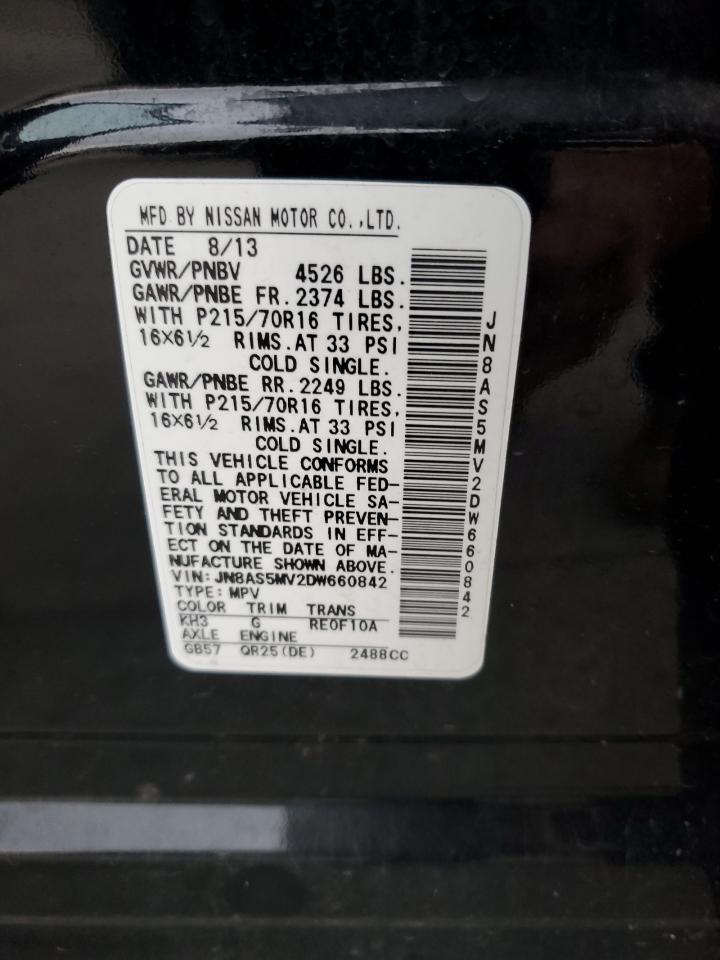 MFD.BY NISSAN MOTOR CO.,LTD.
DATE 8/13
GVWR/PNBV 4526 LBS.
GAWR/PNBE FR.2374 LBS.
WITH P215/70R16 TIRES,
16X6½ RIMS.AT 33 PSI
COLD SINGLE.
GAWR/PNBE RR.2249 LBS.
WITH P215/70R16 TIRES,
16X6½ RIMS.AT 33 PSI
COLD SINGLE.
THIS VEHICLE CONFORMS
TO ALL APPLICABLE FED-
ERAL MOTOR VEHICLE SA-
FETY AND THEFT PREVEN-
TION STANDARDS IN EFF-
ECT ON THE DATE OF MA-
NUFACTURE SHOWN ABOVE.
VIN: JN8AS5MV2DW660842
TYPE: MPV
COLOR TRIM TRANS
KH3 G RE0F10A
AXLE ENGINE
GB57 QR25(DE) 2488CC
JN8AS5MV2DW660842